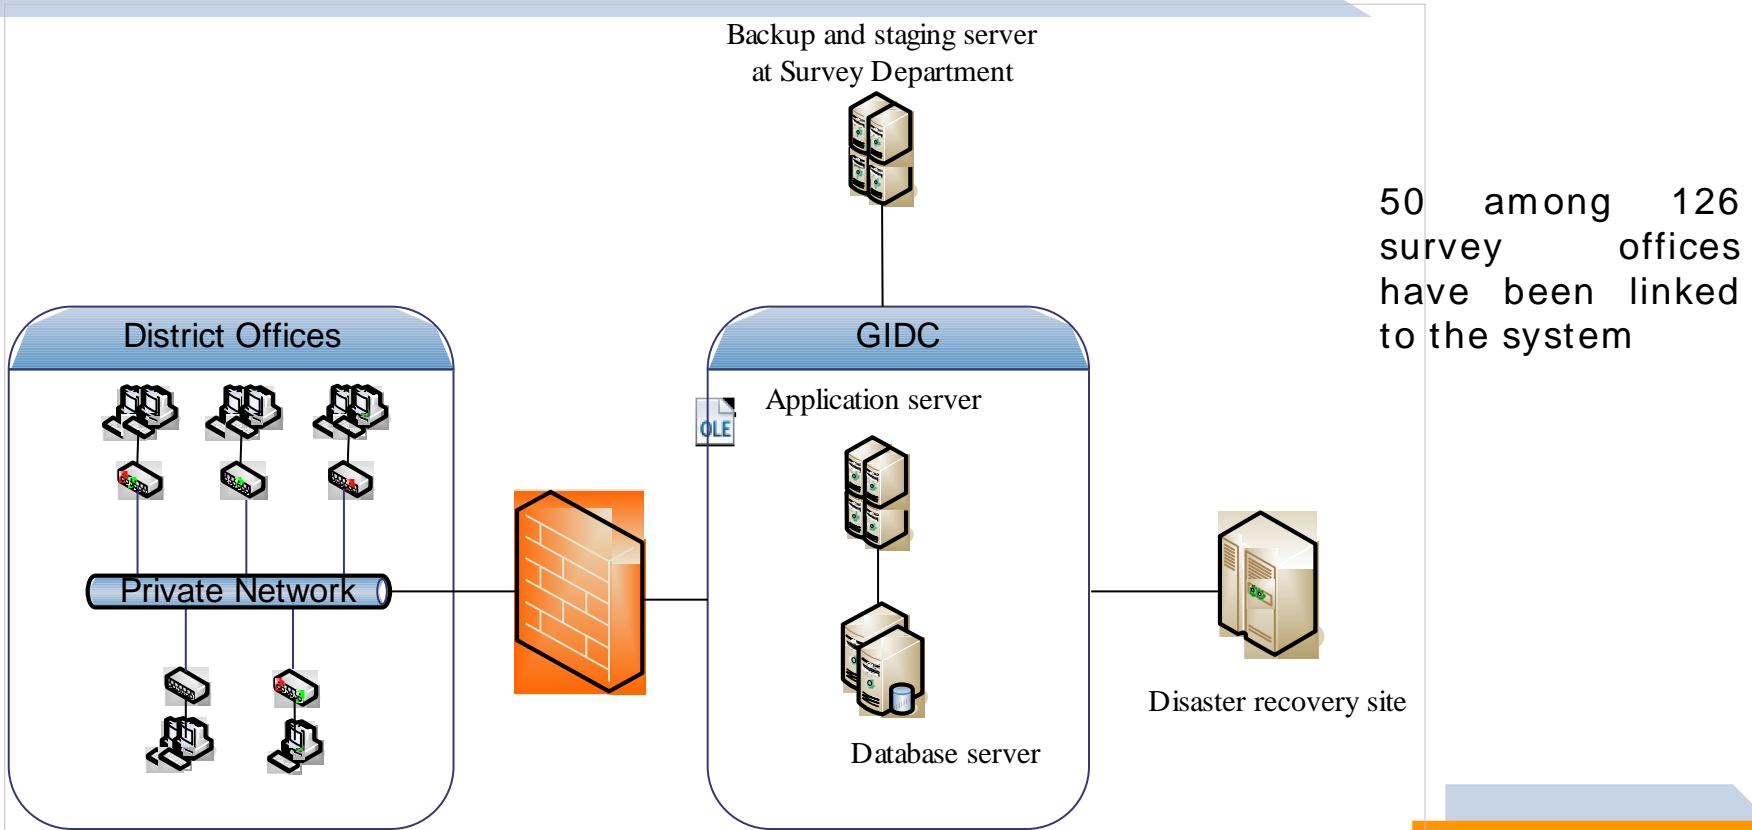 Backup and staging server
at Survey Department
50 among 126
survey offices
have been linked
to the system
District Offices
GIDC
Application server
OLE
Private Network
Disaster recovery site
Database server